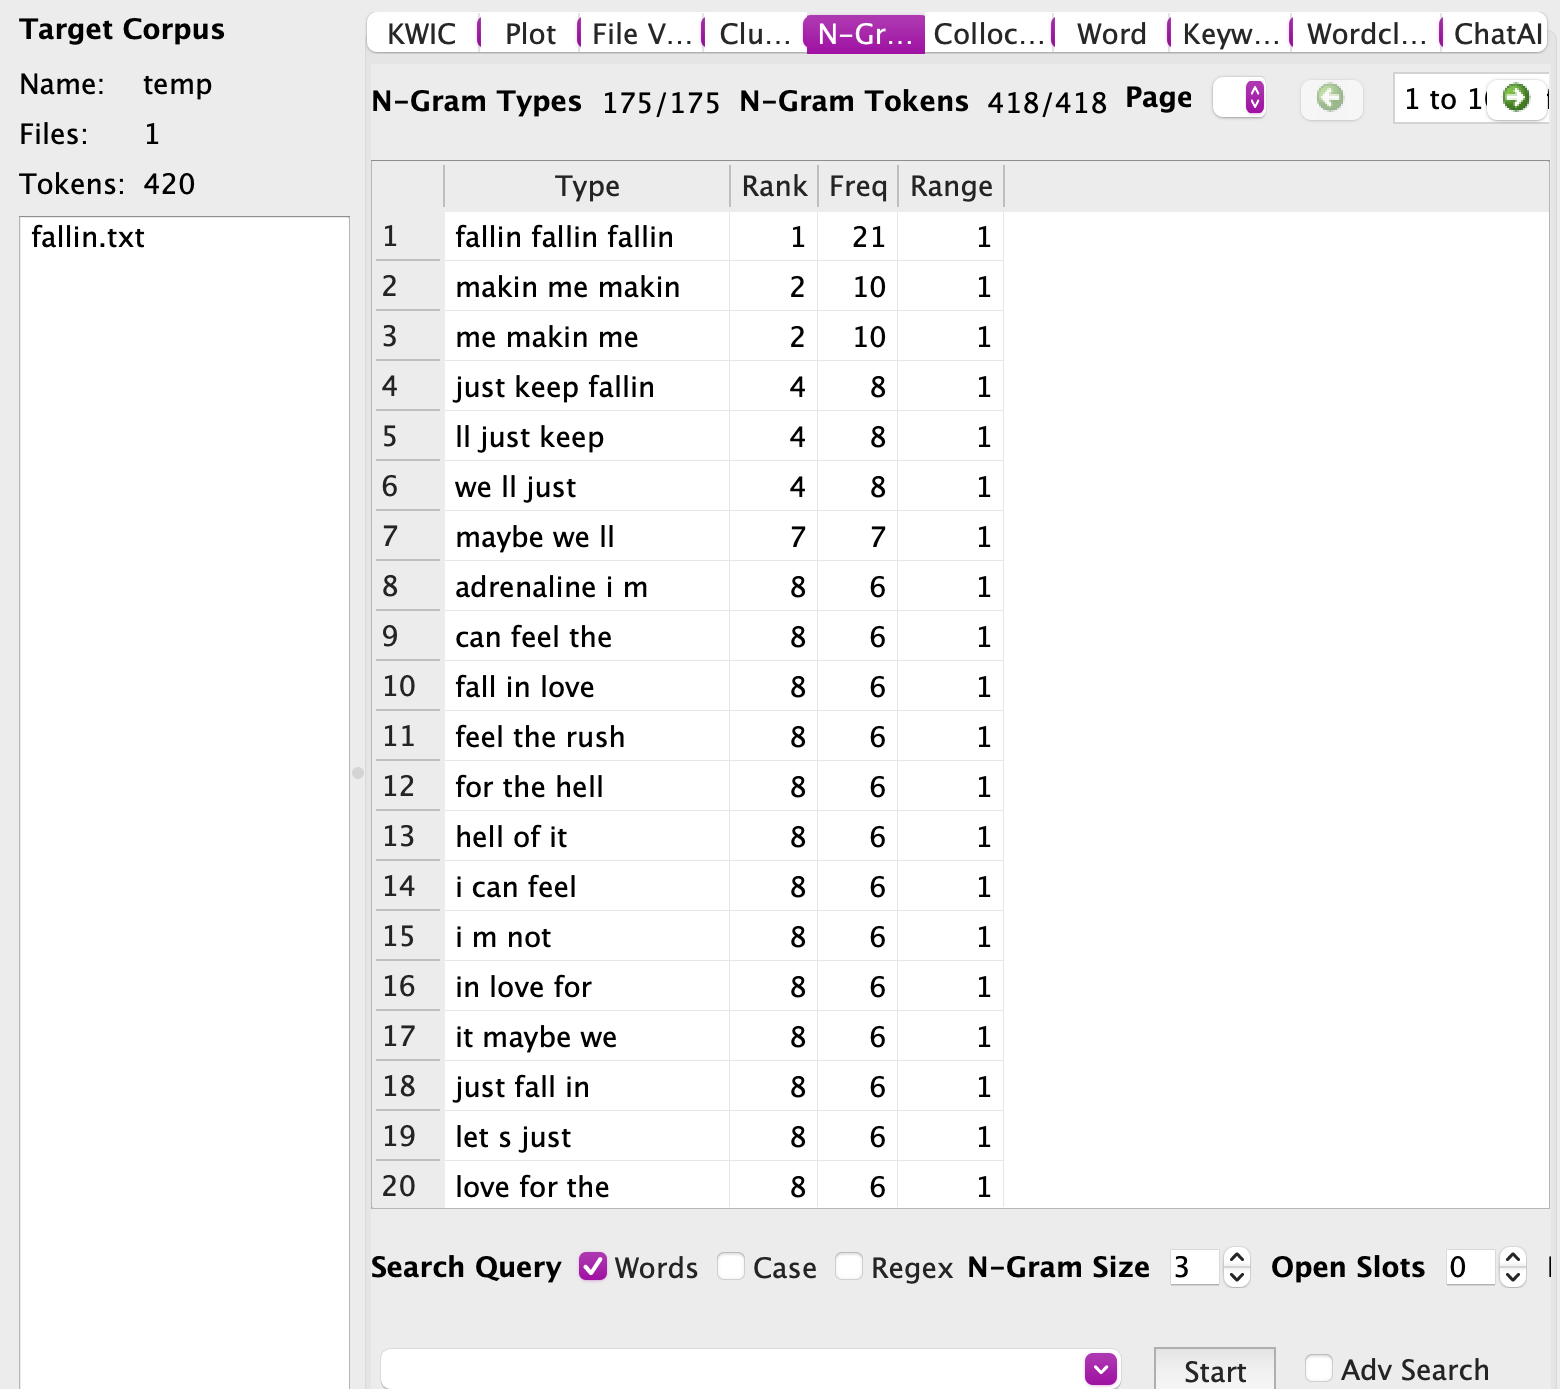 Target Corpus
Name: temp
Files: 1
Tokens: 420
fallin.txt
KWIC Plot File V... Clu... N-Gr... Colloc... Word Keyw... Wordcl... ChatAI
N-Gram Types 175/175 N-Gram Tokens 418/418 Page 1 to 1
Type Rank Freq Range
1 fallin fallin fallin 1 21 1
2 makin me makin 2 10 1
3 me makin me 2 10 1
4 just keep fallin 4 8 1
5 ll just keep 4 8 1
6 we ll just 4 8 1
7 maybe we ll 7 7 1
8 adrenaline i m 8 6 1
9 can feel the 8 6 1
10 fall in love 8 6 1
11 feel the rush 8 6 1
12 for the hell 8 6 1
13 hell of it 8 6 1
14 i can feel 8 6 1
15 i m not 8 6 1
16 in love for 8 6 1
17 it maybe we 8 6 1
18 just fall in 8 6 1
19 let s just 8 6 1
20 love for the 8 6 1
Search Query Words Case Regex N-Gram Size 3 Open Slots 0
Start Adv Search